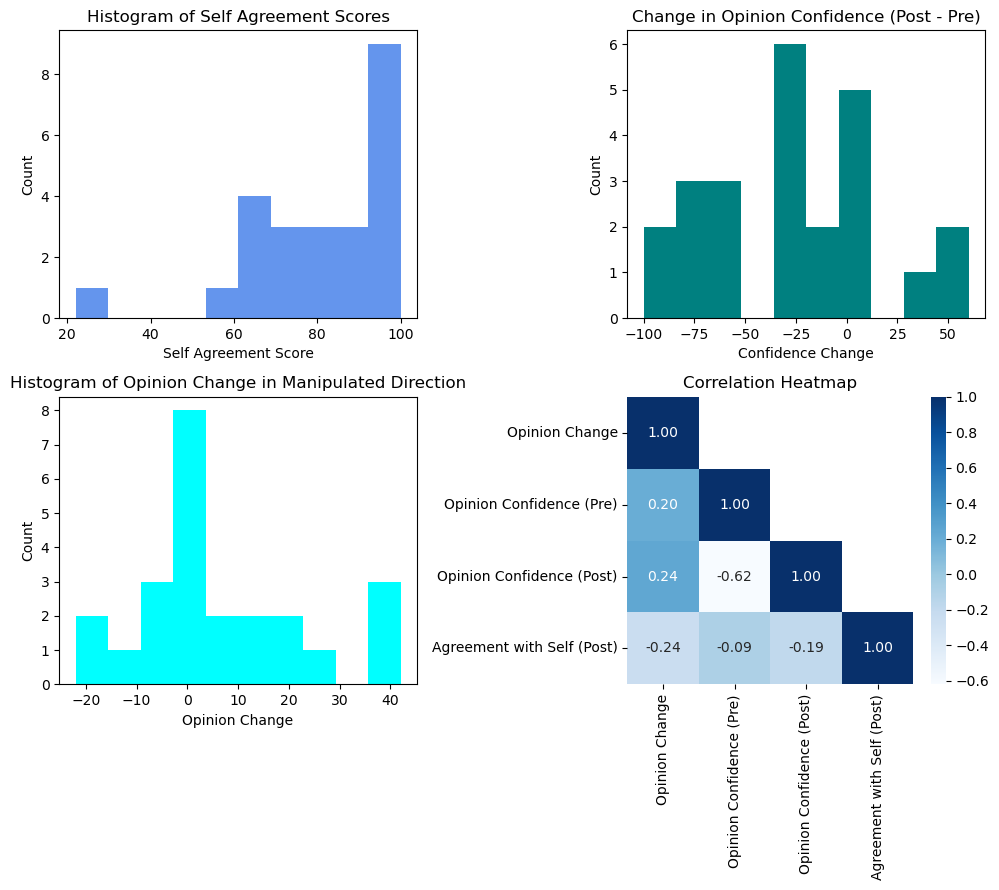 Histogram of Self Agreement Scores
Count
8
6
4
2
0
20 40 60 80 100
Self Agreement Score
Change in Opinion Confidence (Post - Pre)
Count
6
5
4
3
2
1
0
−100 −75 −50 −25 0 25 50
Confidence Change
Histogram of Opinion Change in Manipulated Direction
Count
8
7
6
5
4
3
2
1
0
−20 −10 0 10 20 30 40
Opinion Change
Correlation Heatmap
Opinion Change 1.00
Opinion Confidence (Pre) 0.20 1.00
Opinion Confidence (Post) 0.24 -0.62 1.00
Agreement with Self (Post) -0.24 -0.09 -0.19 1.00
Opinion Change
Opinion Confidence (Pre)
Opinion Confidence (Post)
Agreement with Self (Post)
1.0
0.8
0.6
0.4
0.2
0.0
−0.2
−0.4
−0.6